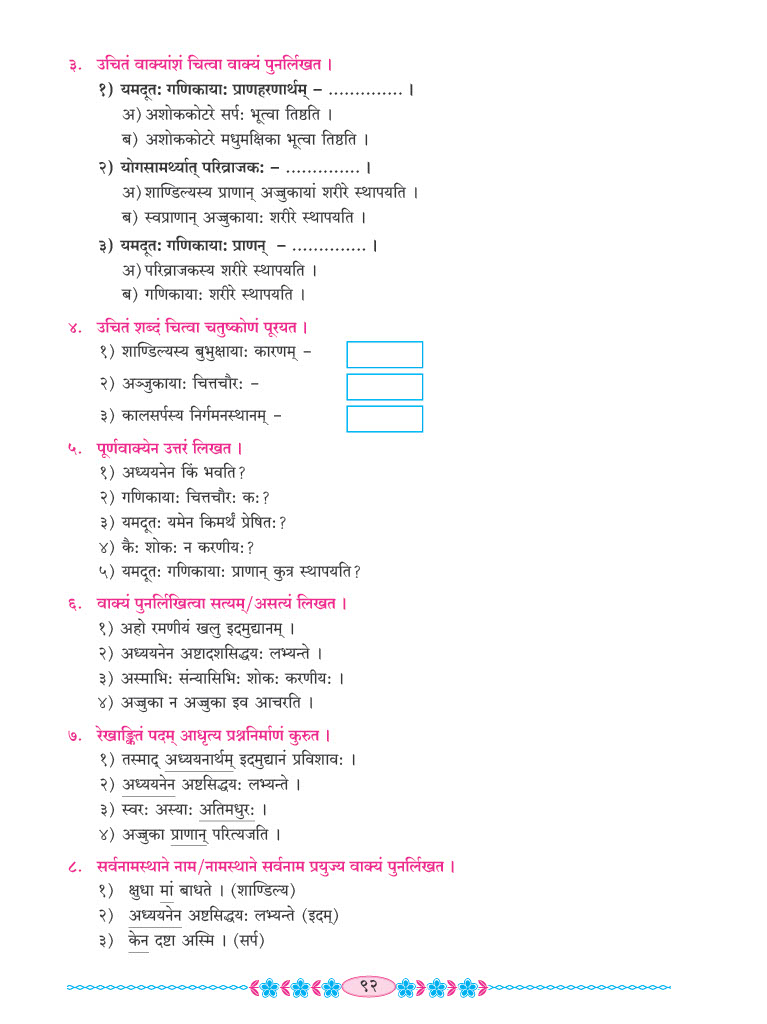 ३. उचितं वाक्यांशं चित्वा वाक्यं पुनर्लिखत ।
१) यमदूतः गणिकायाः प्राणहरणार्थम् – .............. ।
अ) अशोककोटरे सर्पः भूत्वा तिष्ठति ।
ब) अशोककोटरे मधुमक्षिका भूत्वा तिष्ठति ।
२) योगसामर्थ्यात् परिव्राजकः – .............. ।
अ) शाण्डिल्यस्य प्राणान् अज्जुकायां शरीरे स्थापयति ।
ब) स्वप्राणान् अज्जुकायाः शरीरे स्थापयति ।
३) यमदूतः गणिकायाः प्राणन् – .............. ।
अ) परिव्राजकस्य शरीरे स्थापयति ।
ब) गणिकायाः शरीरे स्थापयति ।
४. उचितं शब्दं चित्वा चतुष्कोणं पूरयत ।
१) शाण्डिल्यस्य बुभुक्षायाः कारणम् –
२) अञ्जुकायाः चित्तचौरः –
३) कालसर्पस्य निर्गमनस्थानम् –
५. पूर्णवाक्येन उत्तरं लिखत ।
१) अध्ययनेन किं भवति?
२) गणिकायाः चित्तचौरः कः?
३) यमदूतः यमेन किमर्थं प्रेषितः?
४) कैः शोकः न करणीयः?
५) यमदूतः गणिकायाः प्राणान् कुत्र स्थापयति?
६. वाक्यं पुनर्लिखित्वा सत्यम्/असत्यं लिखत ।
१) अहो रमणीयं खलु इदमुद्यानम् ।
२) अध्ययनेन अष्टादशसिद्धयः लभ्यन्ते ।
३) अस्माभिः संन्यासिभिः शोकः करणीयः ।
४) अज्जुका न अज्जुका इव आचरति ।
७. रेखाङ्कितं पदम् आधृत्य प्रश्ननिर्माणं कुरुत ।
१) तस्माद् अध्ययनार्थम् इदमुद्यानं प्रविशावः ।
२) अध्ययनेन अष्टसिद्धयः लभ्यन्ते ।
३) स्वरः अस्याः अतिमधुरः ।
४) अज्जुका प्राणान् परित्यजति ।
८. सर्वनामस्थाने नाम/नामस्थाने सर्वनाम प्रयुज्य वाक्यं पुनर्लिखत ।
१) क्षुधा मां बाधते । (शाण्डिल्य)
२) अध्ययनेन अष्टसिद्धयः लभ्यन्ते (इदम्)
३) केन दष्टा अस्मि । (सर्प)
९२